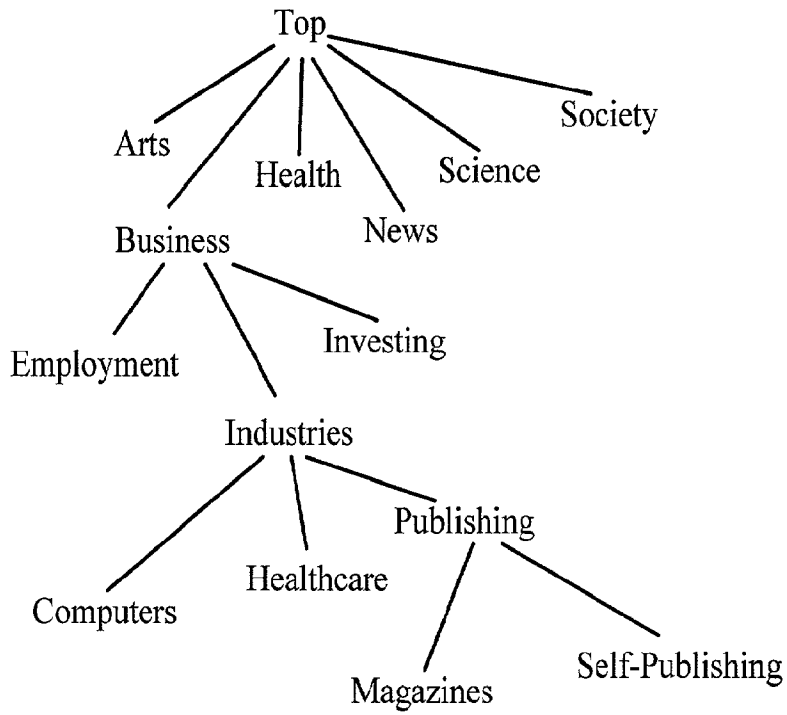 Top
Society
Arts
Health
Science
News
Business
Investing
Employment
Industries
Publishing
Healthcare
Computers
Self-Publishing
Magazines